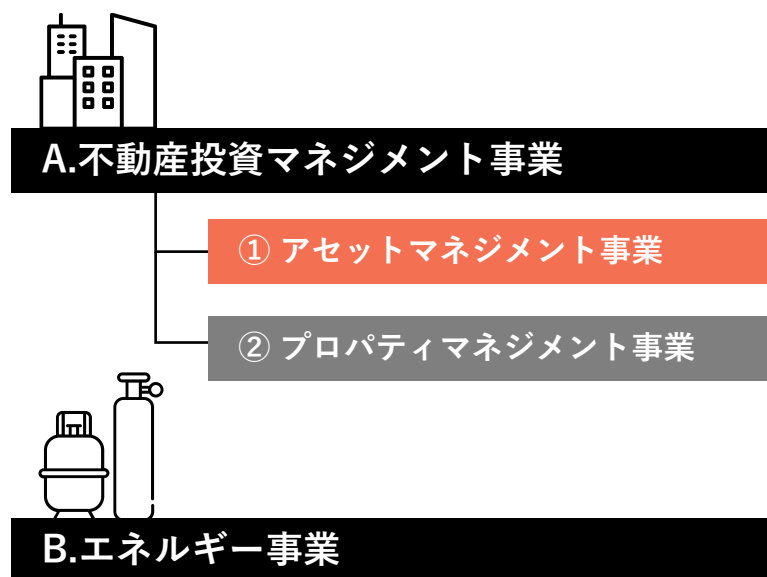 A.不動産投資マネジメント事業
① アセットマネジメント事業
② プロパティマネジメント事業
B.エネルギー事業